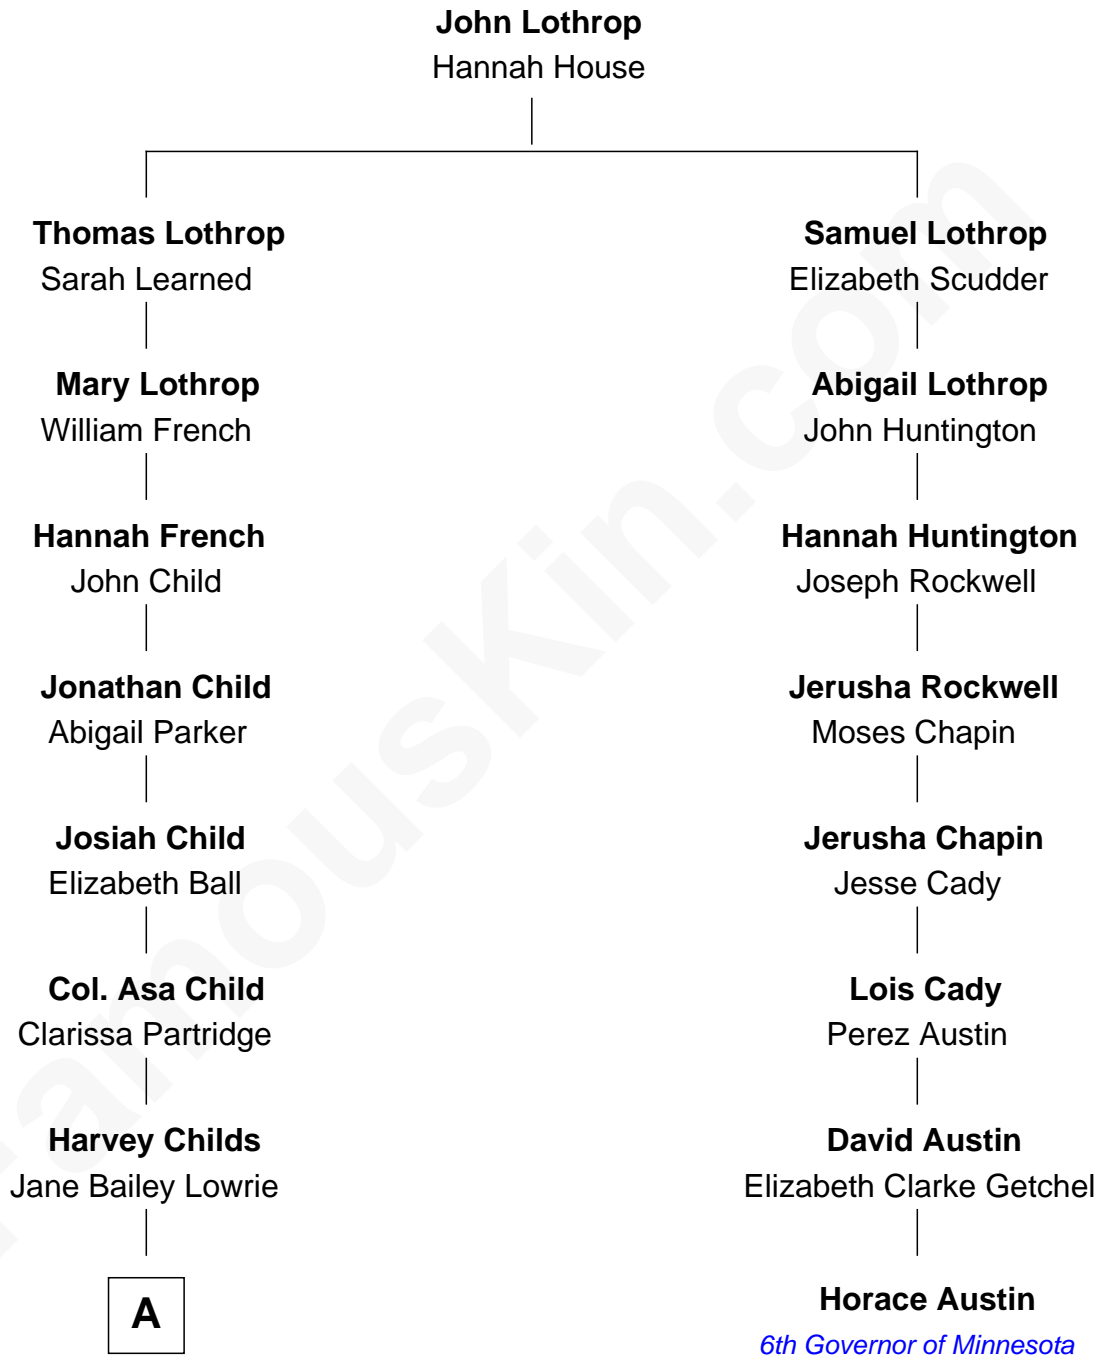 John Lothrop
Hannah House
Thomas Lothrop
Sarah Learned
Samuel Lothrop
Elizabeth Scudder
Mary Lothrop
William French
Abigail Lothrop
John Huntington
Hannah French
John Child
Hannah Huntington
Joseph Rockwell
Jonathan Child
Abigail Parker
Jerusha Rockwell
Moses Chapin
Josiah Child
Elizabeth Ball
Jerusha Chapin
Jesse Cady
Col. Asa Child
Clarissa Partridge
Lois Cady
Perez Austin
Harvey Childs
Jane Bailey Lowrie
David Austin
Elizabeth Clarke Getchel
A
Horace Austin
6th Governor of Minnesota
FamousKin.com